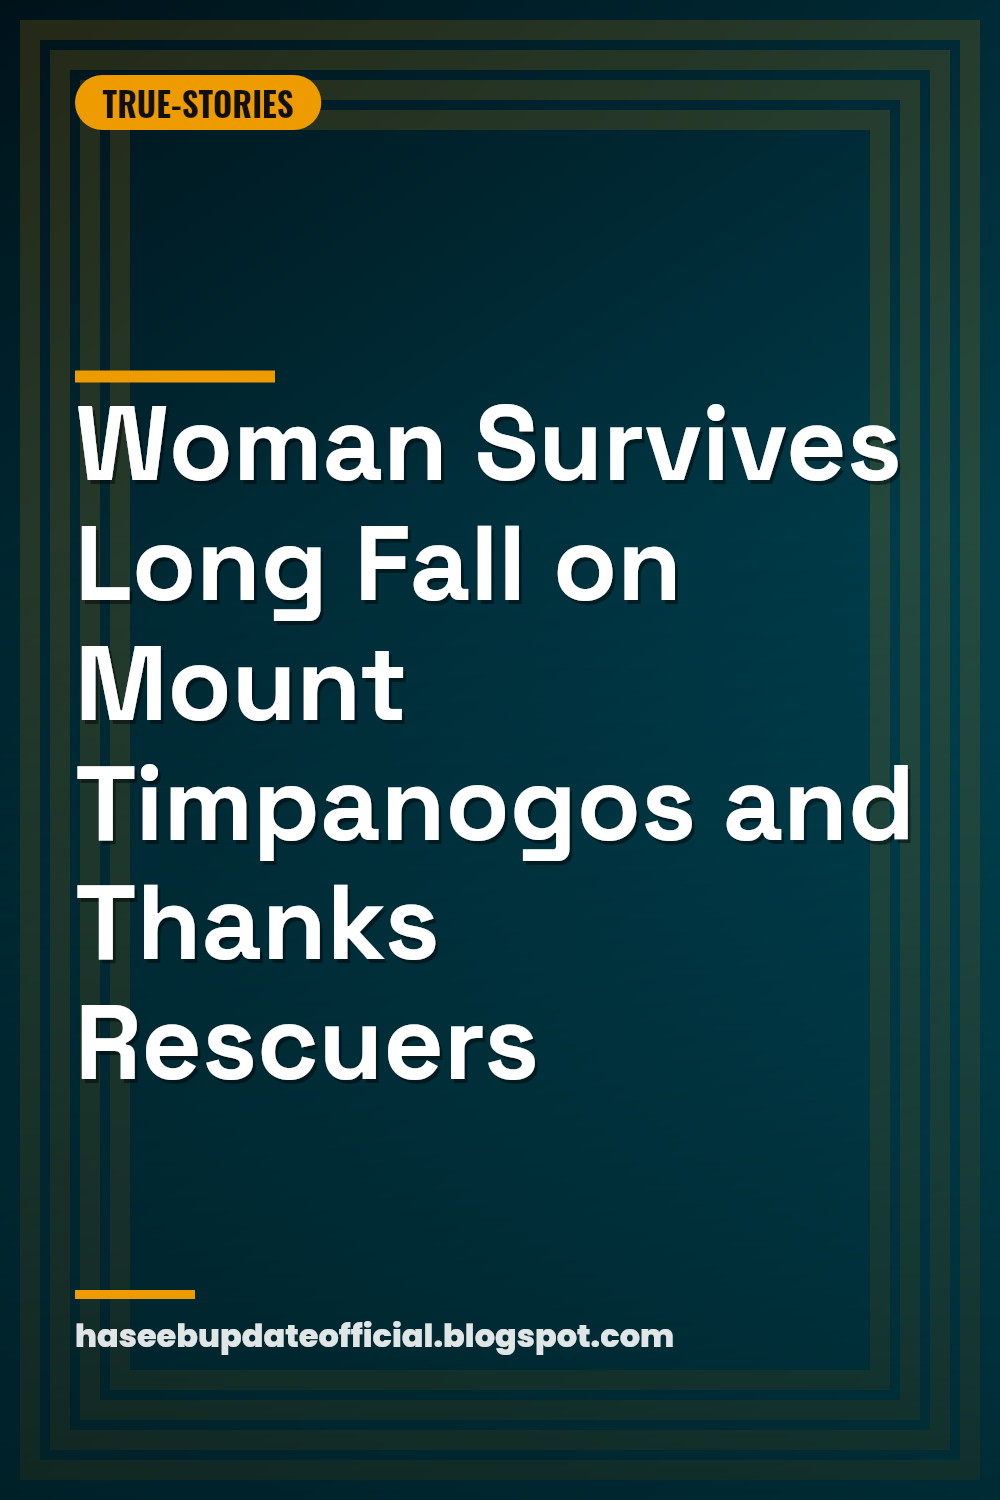 TRUE-STORIES
Woman Survives
Long Fall on
Mount
Timpanogos and
Thanks
Rescuers
haseebupdateofficial.blogspot.com